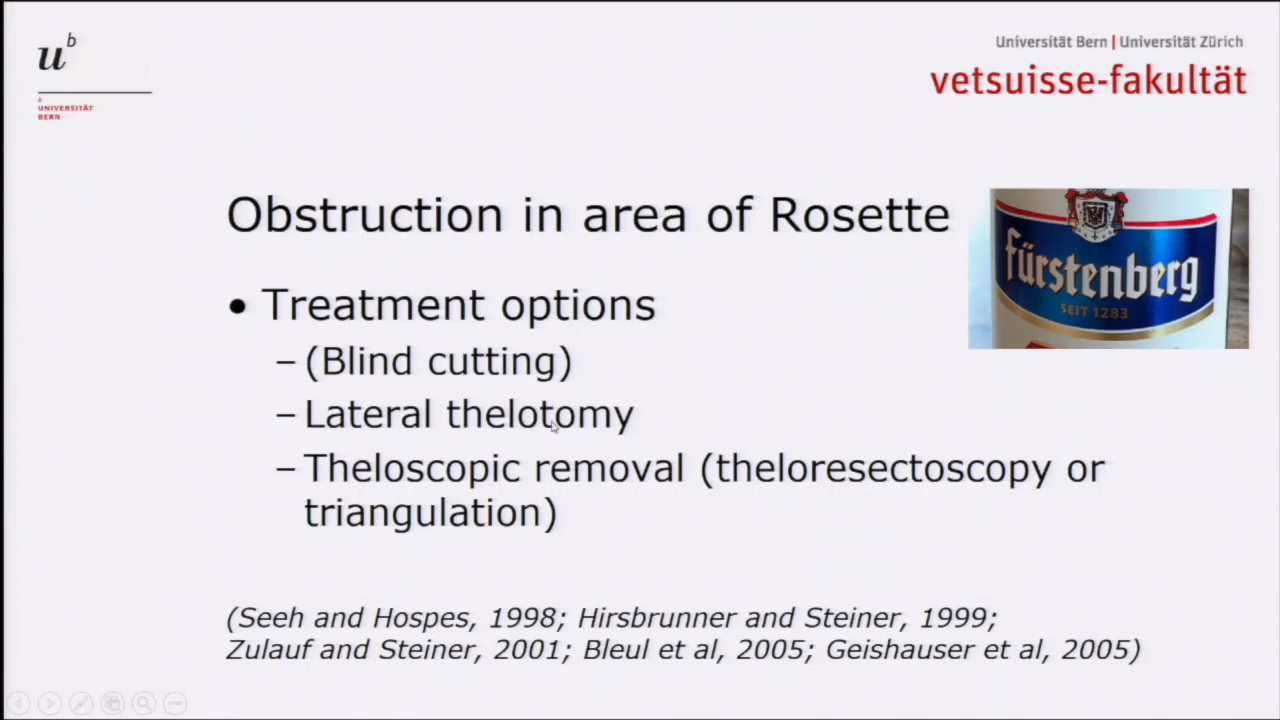 u
b
b
UNIVERSITÄT
BERN
Universität Bern | Universität Zürich
vetsuisse-fakultät
Obstruction in area of Rosette
fürstenberg
SEIT 1283
• Treatment options
– (Blind cutting)
– Lateral thelotomy
– Theloscopic removal (theloresectoscopy or
triangulation)
(Seeh and Hospes, 1998; Hirsbrunner and Steiner, 1999;
Zulauf and Steiner, 2001; Bleul et al, 2005; Geishauser et al, 2005)